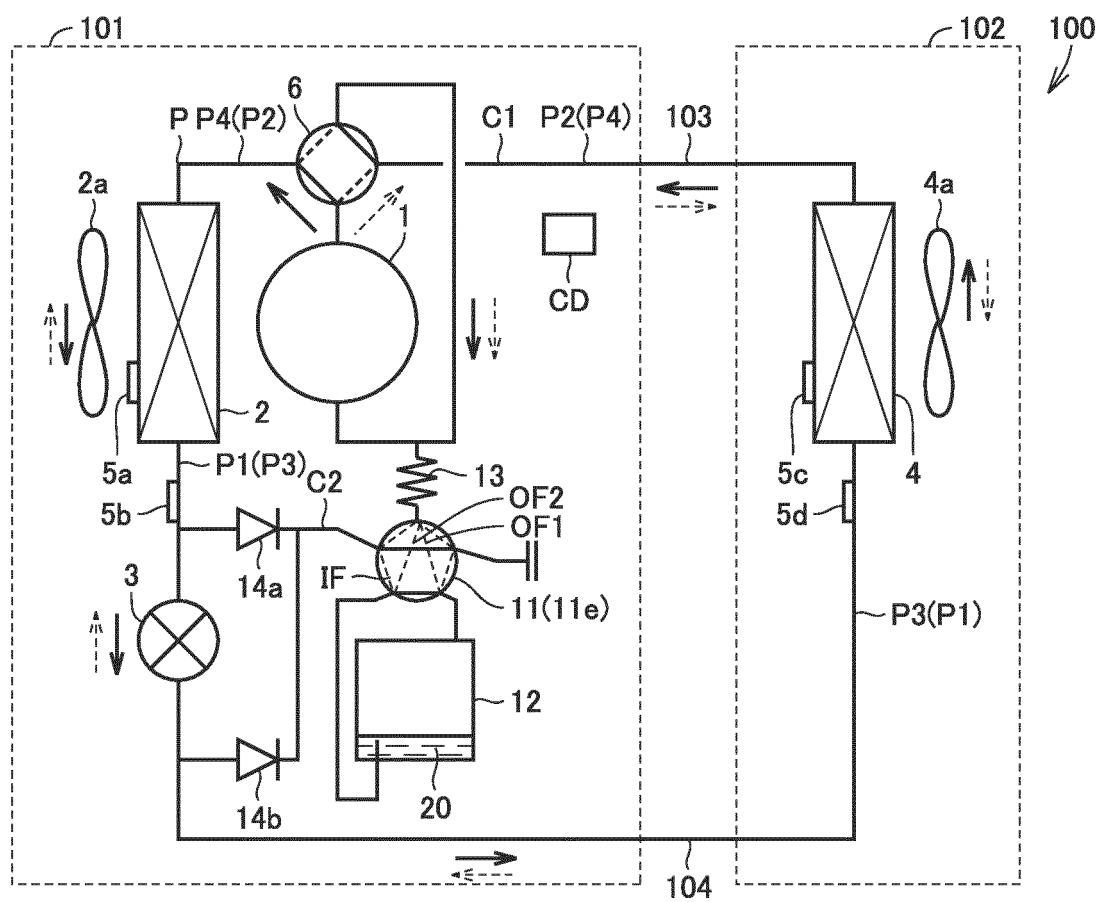 101
102
100
6
P P4(P2)
C1 P2(P4) 103
2a
4a
1
CD
2
5a
5c
4
P1(P3)
13
C2
OF2
5b
5d
OF1
IF
14a
3
11(11e)
P3(P1)
12
20
14b
104